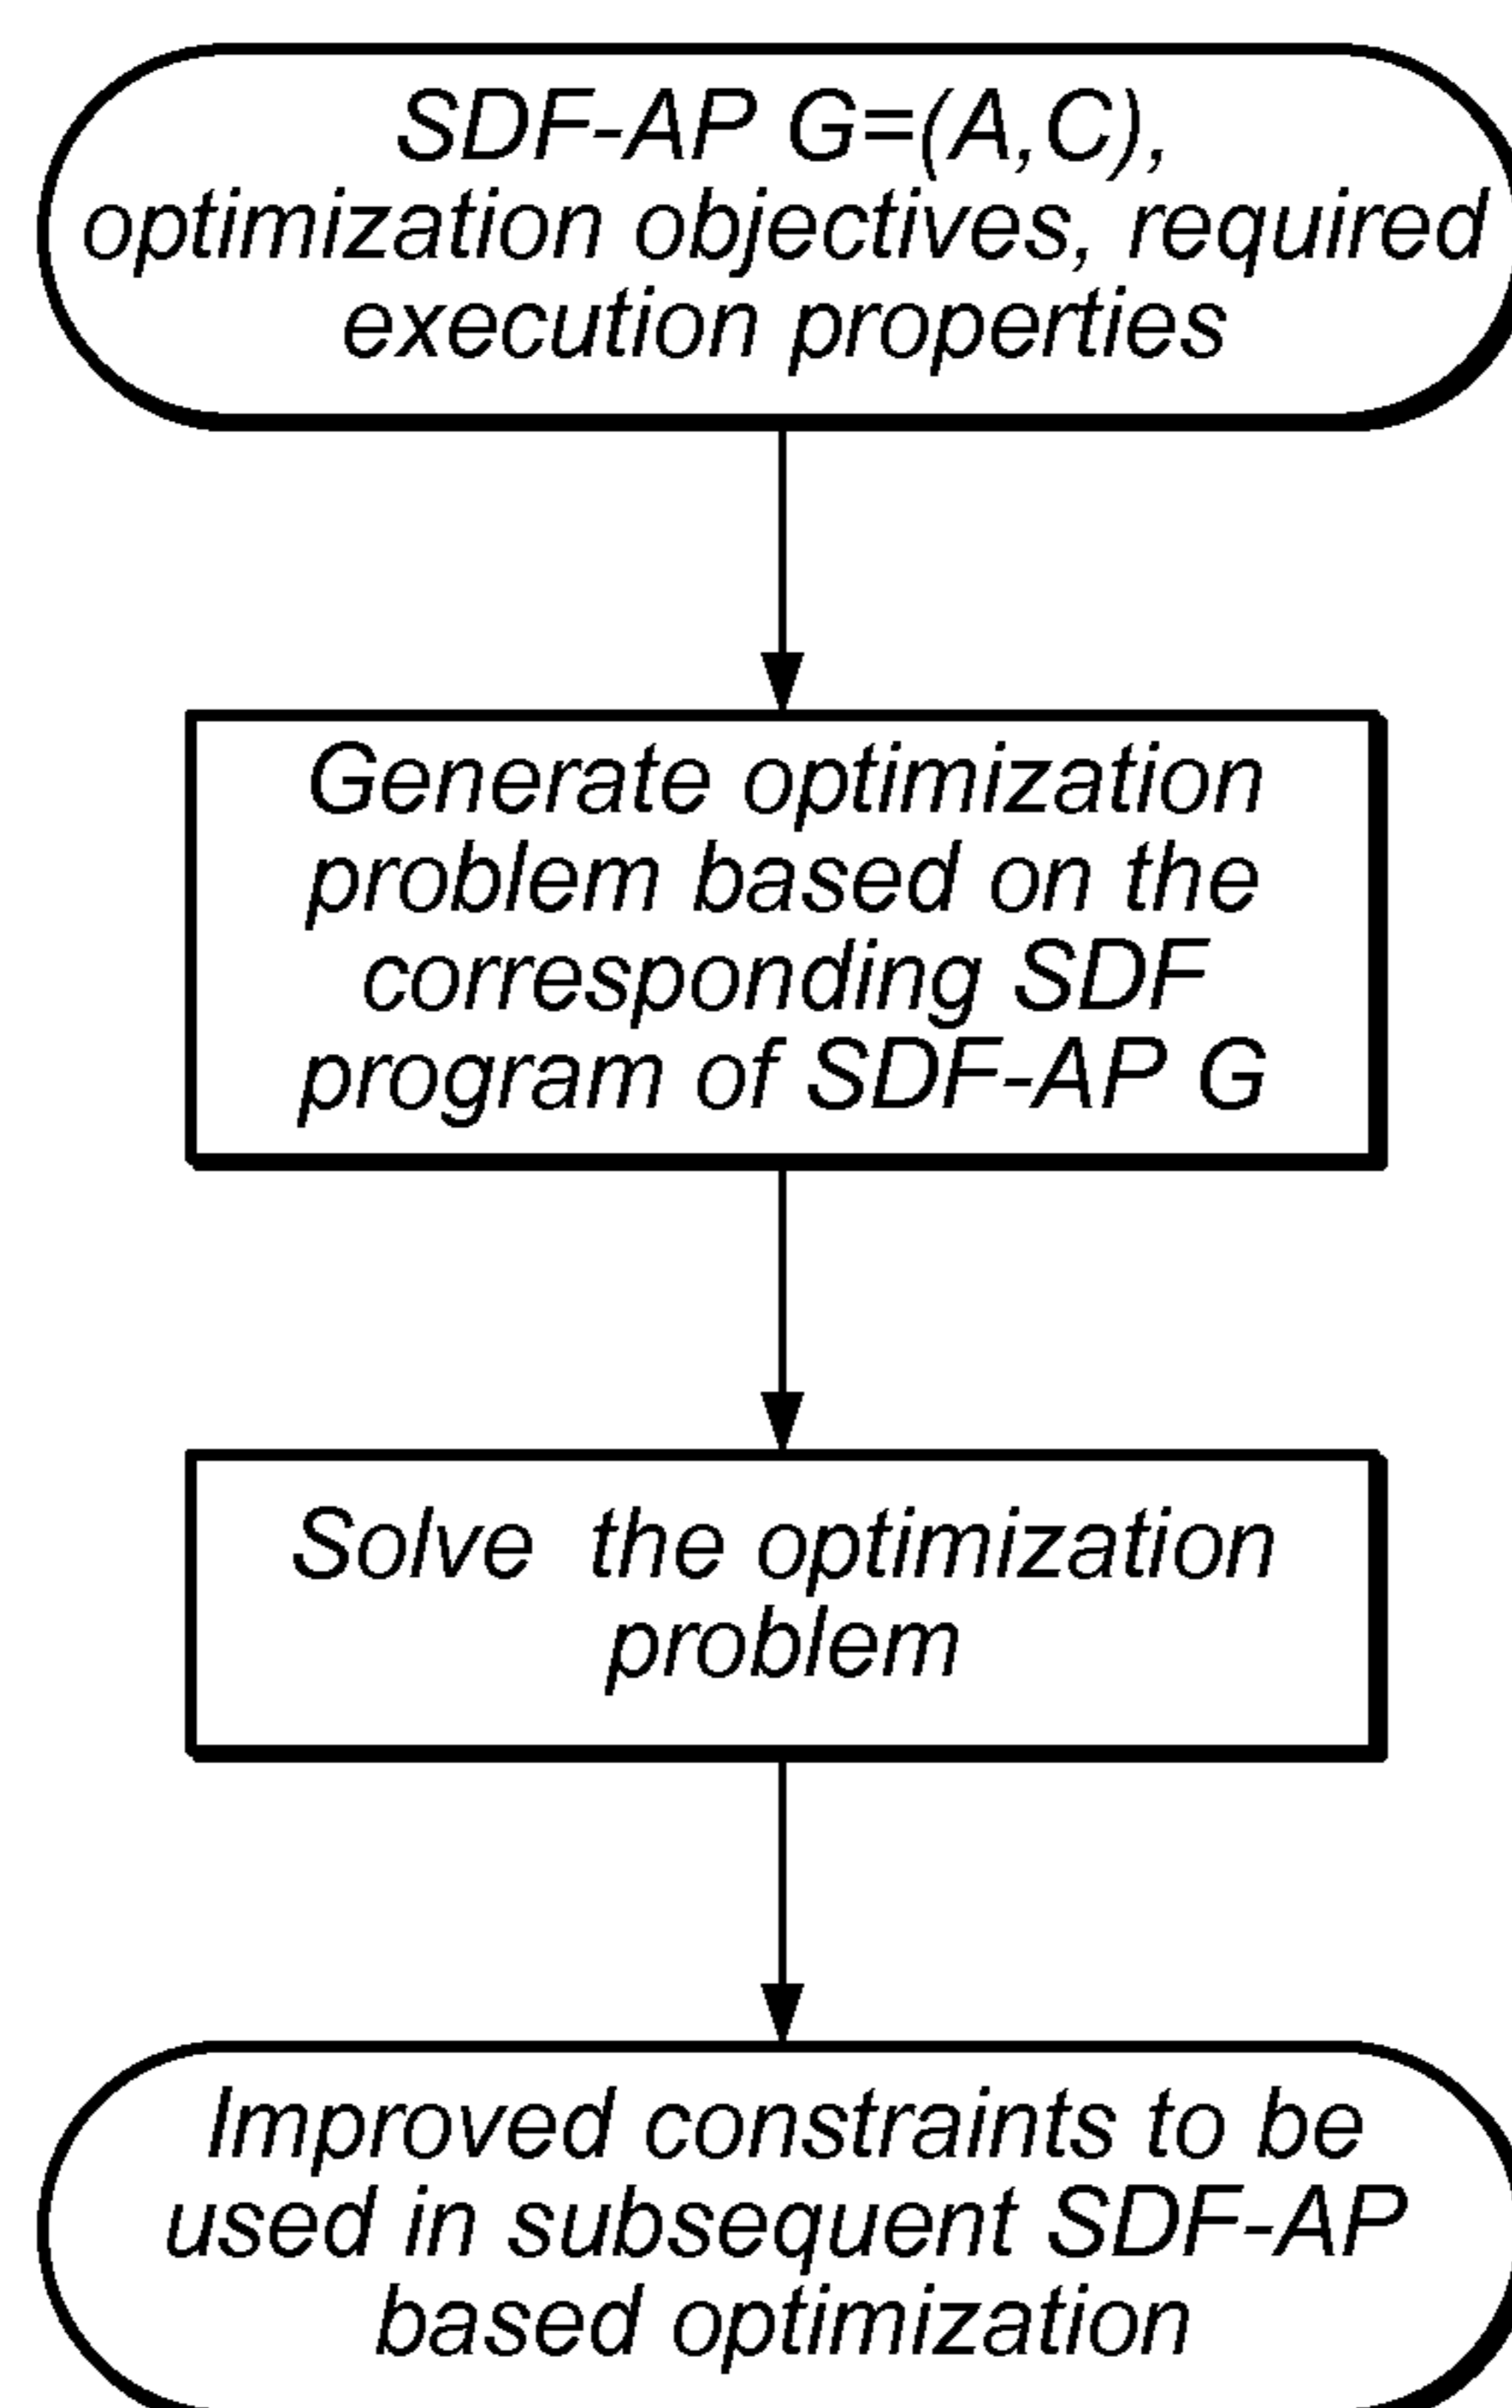 SDF-AP G=(A,C),
optimization objectives, required
execution properties
Generate optimization
problem based on the
corresponding SDF
program of SDF-AP G
Solve the optimization
problem
Improved constraints to be
used in subsequent SDF-AP
based optimization